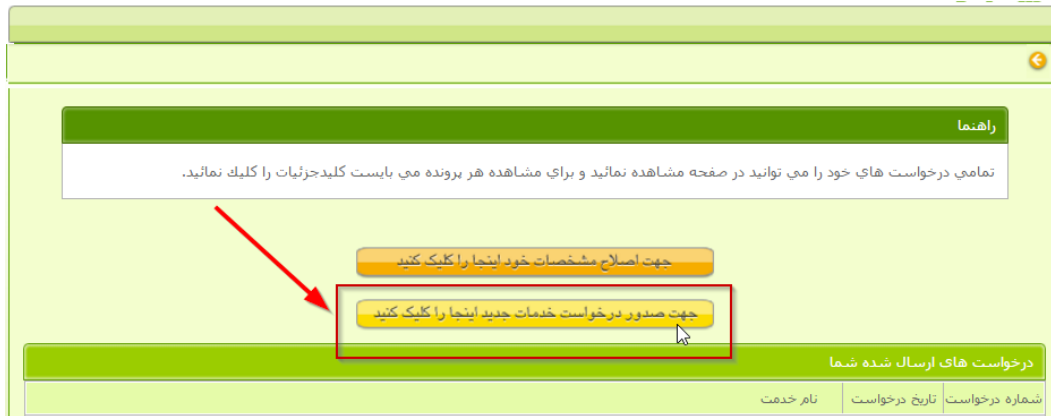 راهنما
تمامي درخواست هاي خود را مي توانيد در صفحه مشاهده نمائيد و براي مشاهده هر پرونده مي بايست كليدجزئيات را كليك نمائيد.
جهت اصلاح مشخصات خود اینجا را کلیک کنید
جهت صدور درخواست خدمات جدید اینجا را کلیک کنید
درخواست های ارسال شده شما
شماره درخواست تاریخ درخواست نام خدمت